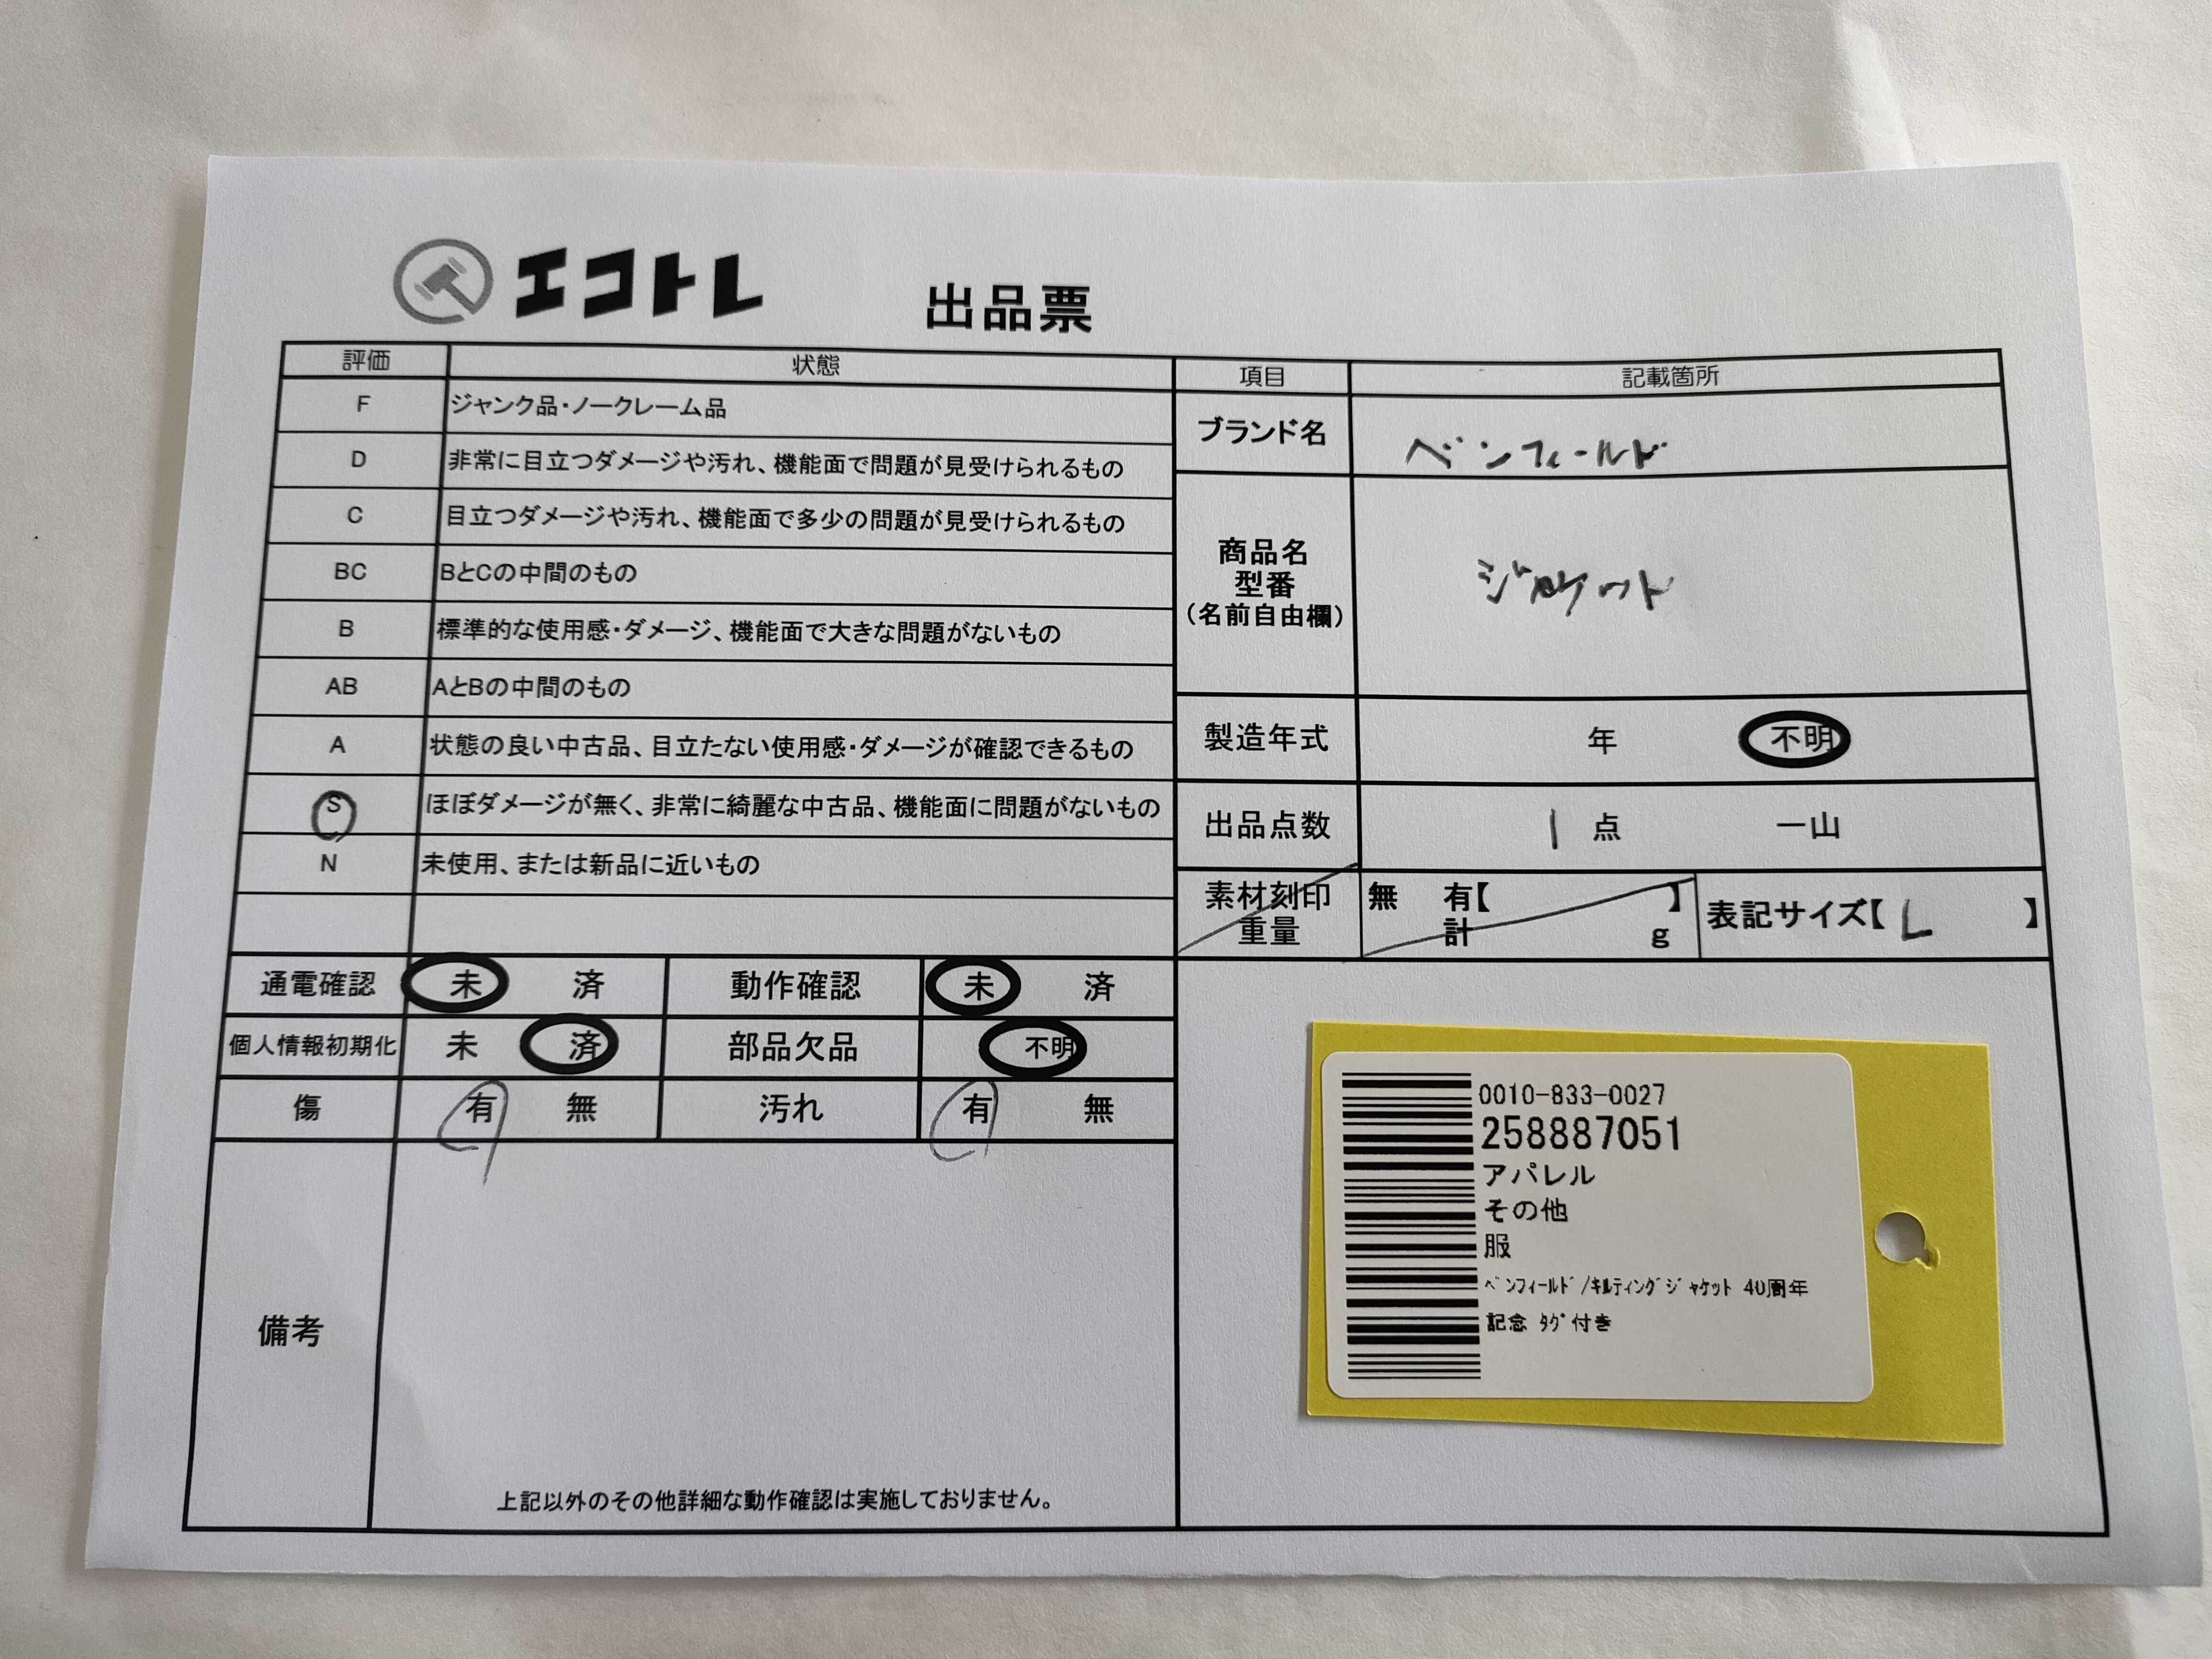 エコトレ
出品票
評価 状態
F ジャンク品・ノークレーム品
D 非常に目立つダメージや汚れ、機能面で問題が見受けられるもの
C 目立つダメージや汚れ、機能面で多少の問題が見受けられるもの
BC BとCの中間のもの
B 標準的な使用感・ダメージ、機能面で大きな問題がないもの
AB AとBの中間のもの
A 状態の良い中古品、目立たない使用感・ダメージが確認できるもの
S ほぼダメージが無く、非常に綺麗な中古品、機能面に問題がないもの
N 未使用、または新品に近いもの
項目 記載箇所
ブランド名 ベンフィールド
商品名
型番
(名前自由欄)
ジャケット
製造年式 年 不明
出品点数 1 点 一山
素材刻印 無 有【 】
重量 計 g
表記サイズ【 L 】
通電確認 未 済 動作確認 未 済
個人情報初期化 未 済 部品欠品 不明
傷 有 無 汚れ 有 無
備考
上記以外のその他詳細な動作確認は実施しておりません。
0010-833-0027
258887051
アパレル
その他
服
ﾍﾞﾝﾌｨｰﾙﾄﾞ/ｷﾙﾃｨﾝｸﾞｼﾞｬｹｯﾄ 40周年
記念 ﾀｸﾞ付き